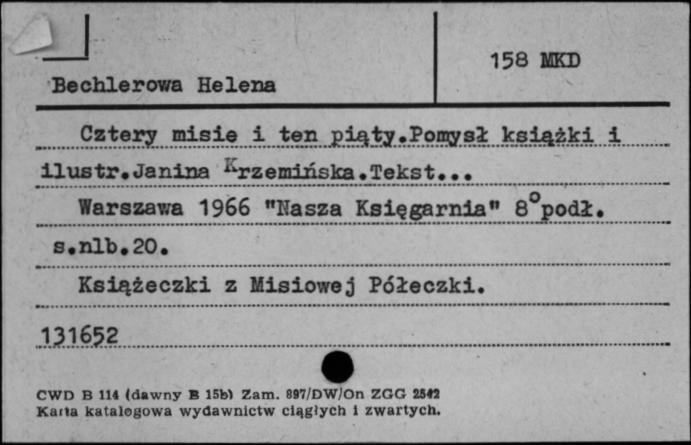 158 MKD
Bechlerowa Helena
Cztery misie i ten piąty.Pomysł książki i
ilustr.Janina Krzemińska.Tekst...
Warszawa 1966 "Nasza Księgarnia" 8°podł.
s.nlb.20.
Książeczki z Misiowej Półeczki.
131652
CWD B 114 (dawny B 15b) Zam. 897/DW/On ZGG 2542
Karta katalogowa wydawnictw ciągłych i zwartych.